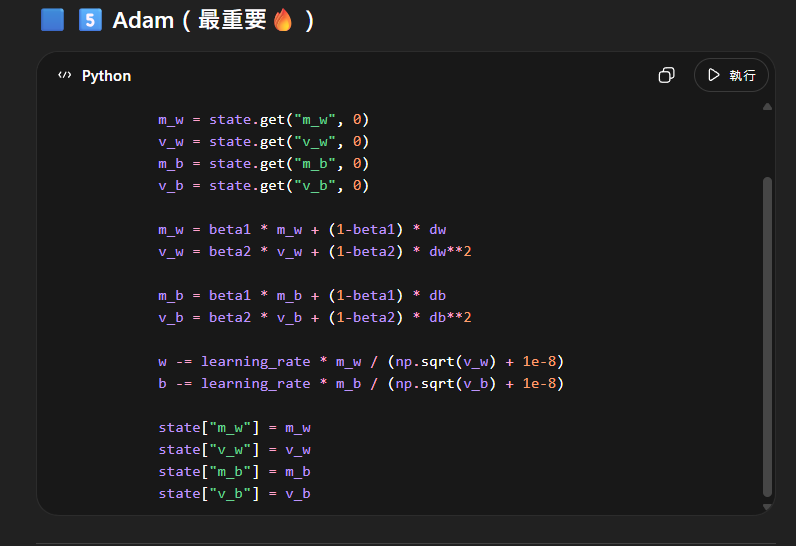 5 Adam（最重要🔥）
Python
執行
m_w = state.get("m_w", 0)
v_w = state.get("v_w", 0)
m_b = state.get("m_b", 0)
v_b = state.get("v_b", 0)
m_w = beta1 * m_w + (1-beta1) * dw
v_w = beta2 * v_w + (1-beta2) * dw**2
m_b = beta1 * m_b + (1-beta1) * db
v_b = beta2 * v_b + (1-beta2) * db**2
w -= learning_rate * m_w / (np.sqrt(v_w) + 1e-8)
b -= learning_rate * m_b / (np.sqrt(v_b) + 1e-8)
state["m_w"] = m_w
state["v_w"] = v_w
state["m_b"] = m_b
state["v_b"] = v_b